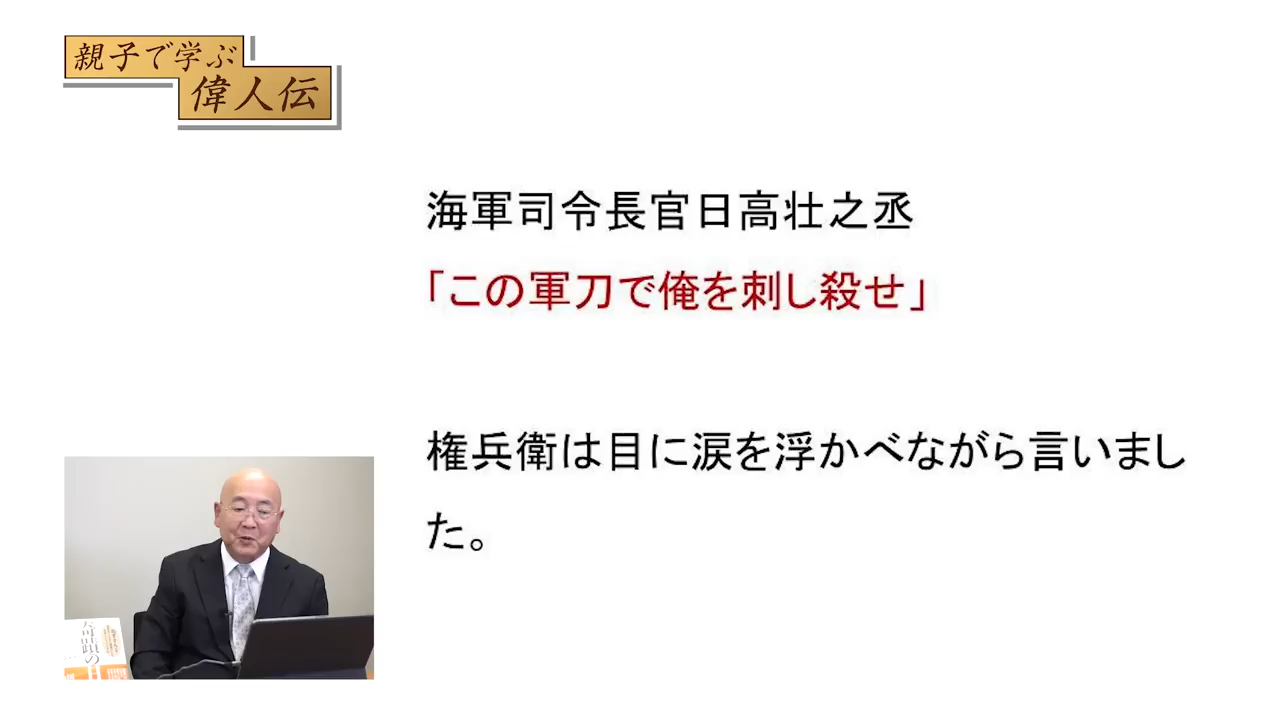 親子で学ぶ
偉人伝
海軍司令長官日高壮之丞
「この軍刀で俺を刺し殺せ」
権兵衛は目に涙を浮かべながら言いまし
た。